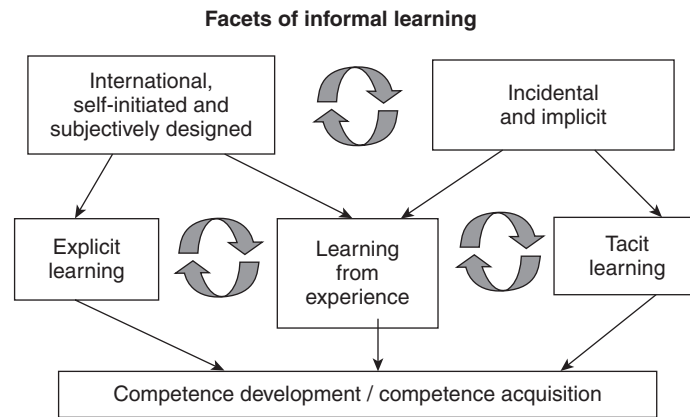 Facets of informal learning
International,
self-initiated and
subjectively designed
Incidental
and implicit
Explicit
learning
Learning
from
experience
Tacit
learning
Competence development / competence acquisition